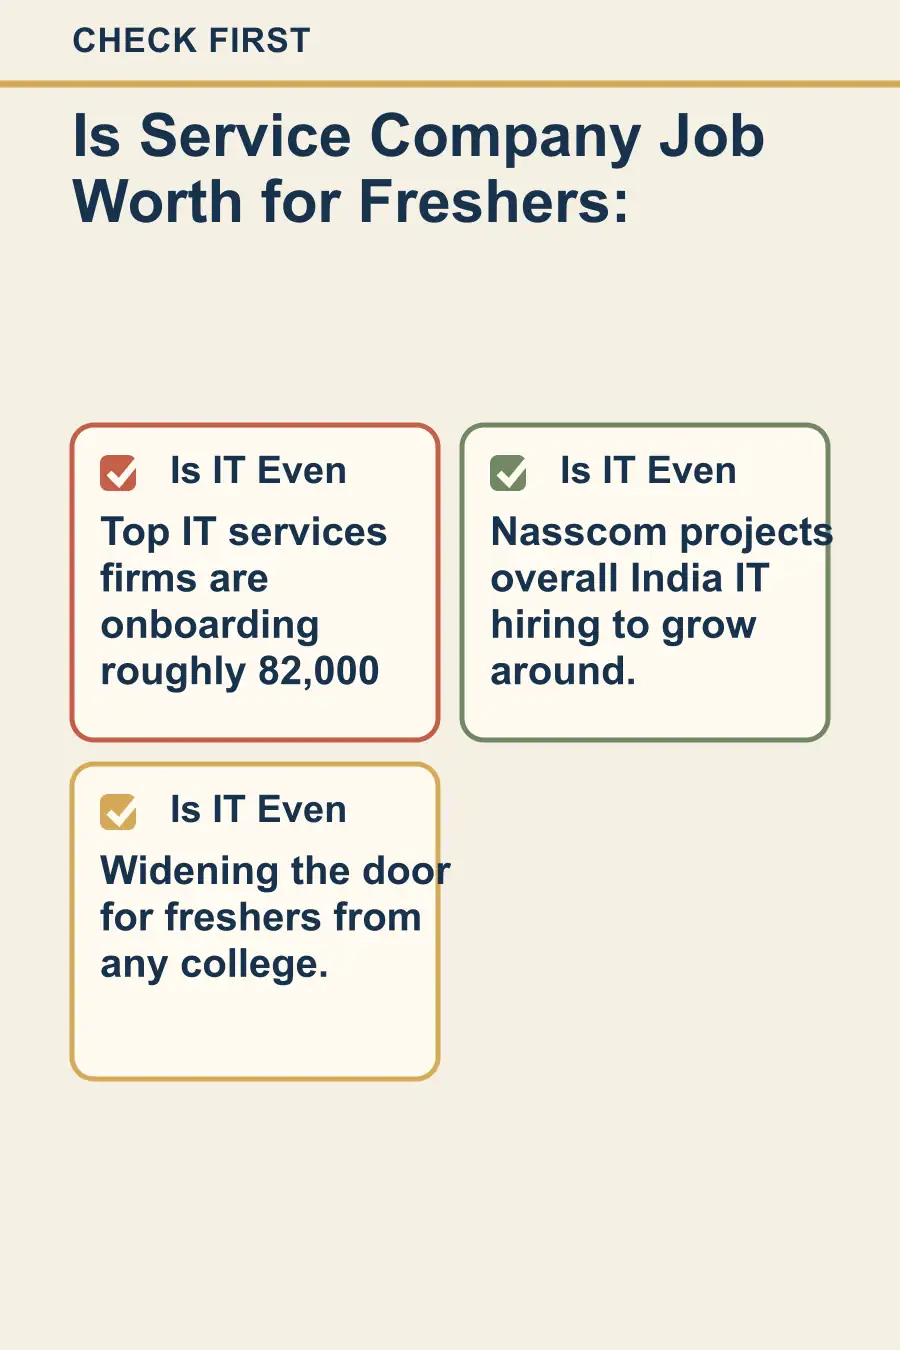 CHECK FIRST
Is Service Company Job
Worth for Freshers:
Is IT Even
Top IT services
firms are
onboarding
roughly 82,000
Is IT Even
Nasscom projects
overall India IT
hiring to grow
around.
Is IT Even
Widening the door
for freshers from
any college.